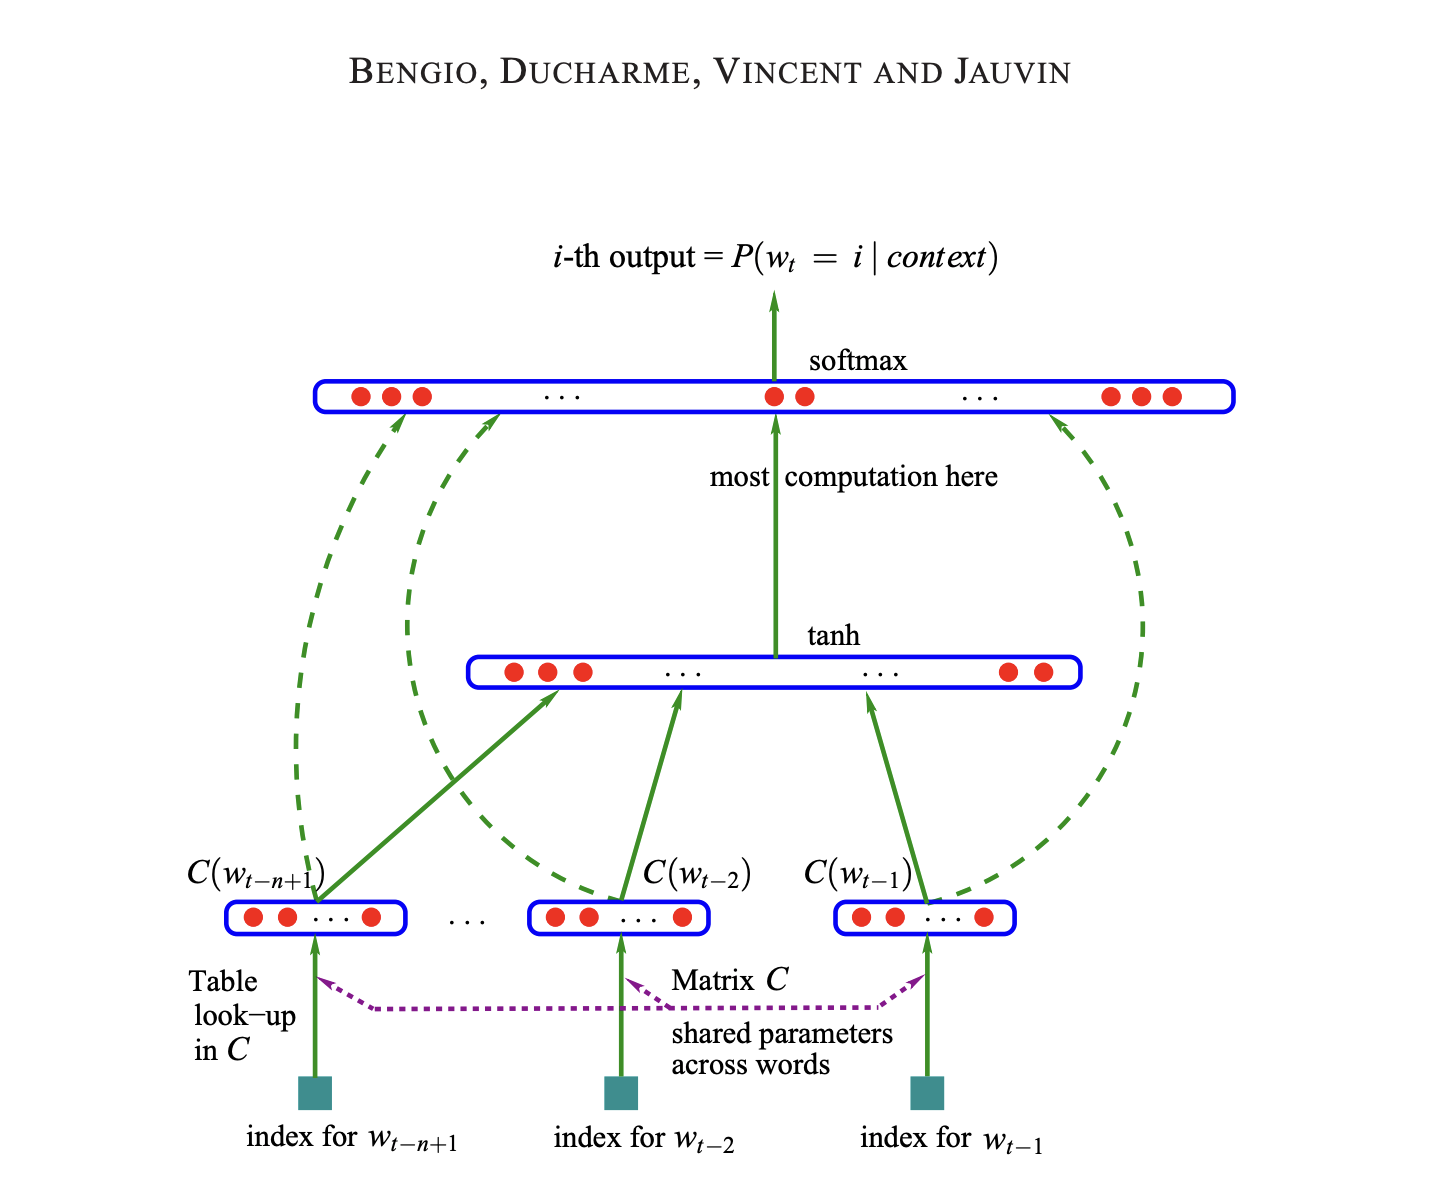 BENGIO, DUCHARME, VINCENT AND JAUVIN
i-th output = P(w_t = i | context)
softmax
. . .
. . .
most computation here
tanh
. . .
. . .
C(w_{t−n+1})
C(w_{t−2})
C(w_{t−1})
. . .
. . .
. . .
. . .
Table
look−up
in C
Matrix C
shared parameters
across words
index for w_{t−n+1}
index for w_{t−2}
index for w_{t−1}